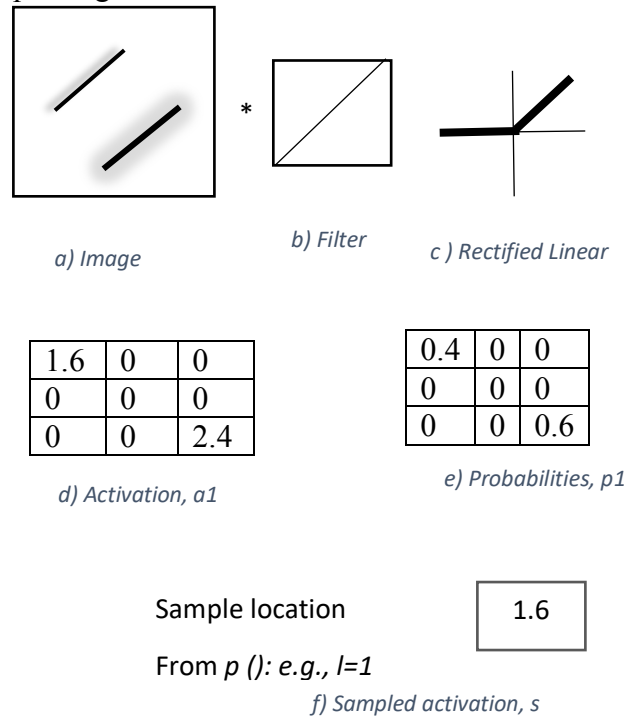 *
b) Filter
a) Image
c ) Rectified Linear
1.6 0 0
0 0 0
0 0 2.4
0.4 0 0
0 0 0
0 0 0.6
d) Activation, a1
e) Probabilities, p1
Sample location
1.6
From p (): e.g., l=1
f) Sampled activation, s